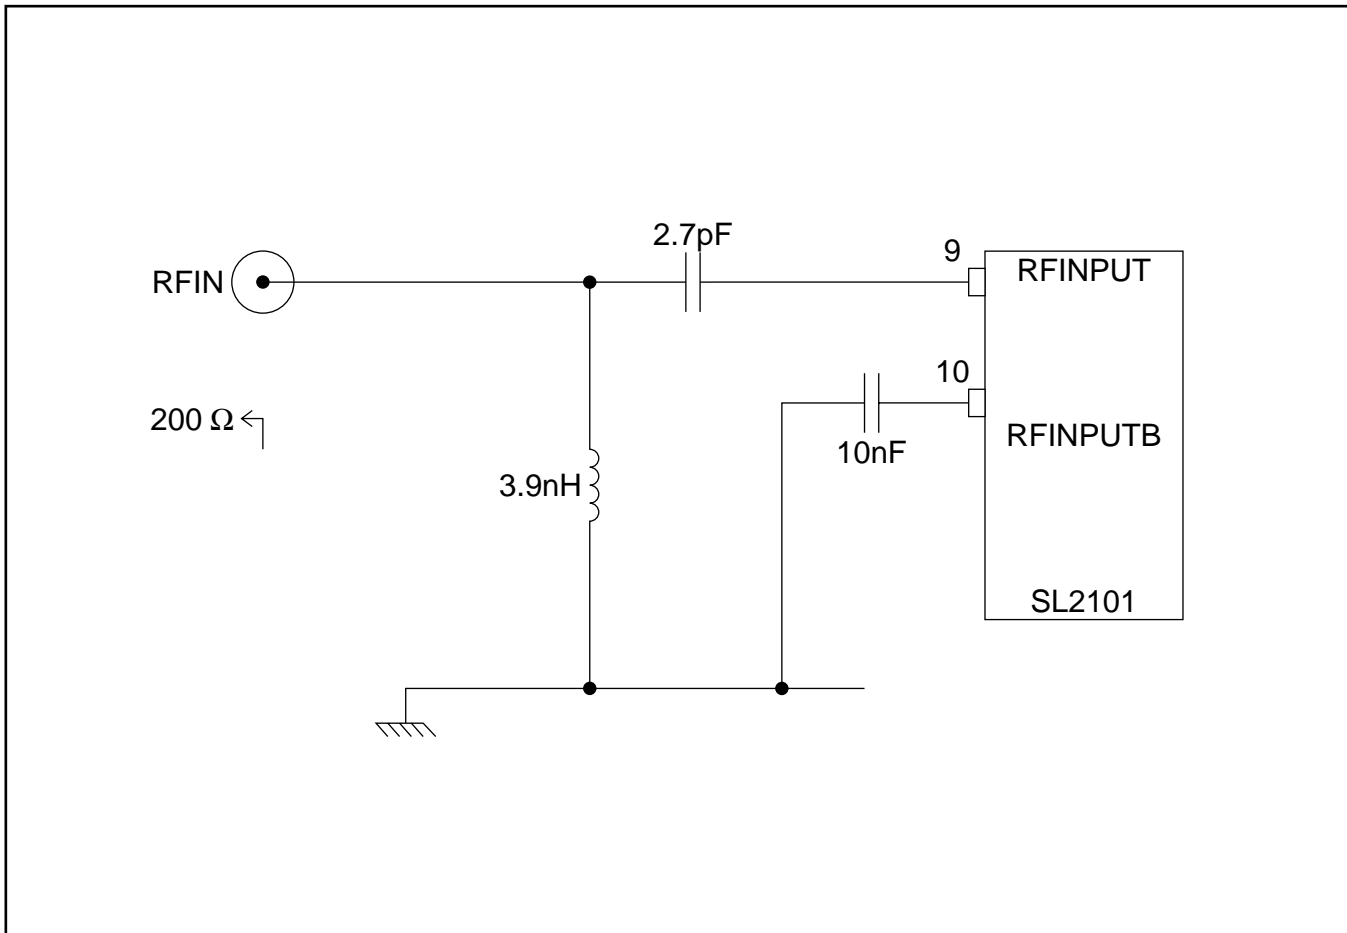 2.7pF
9
RFIN
RFINPUT
10
200 Ω
RFINPUTB
10nF
3.9nH
SL2101